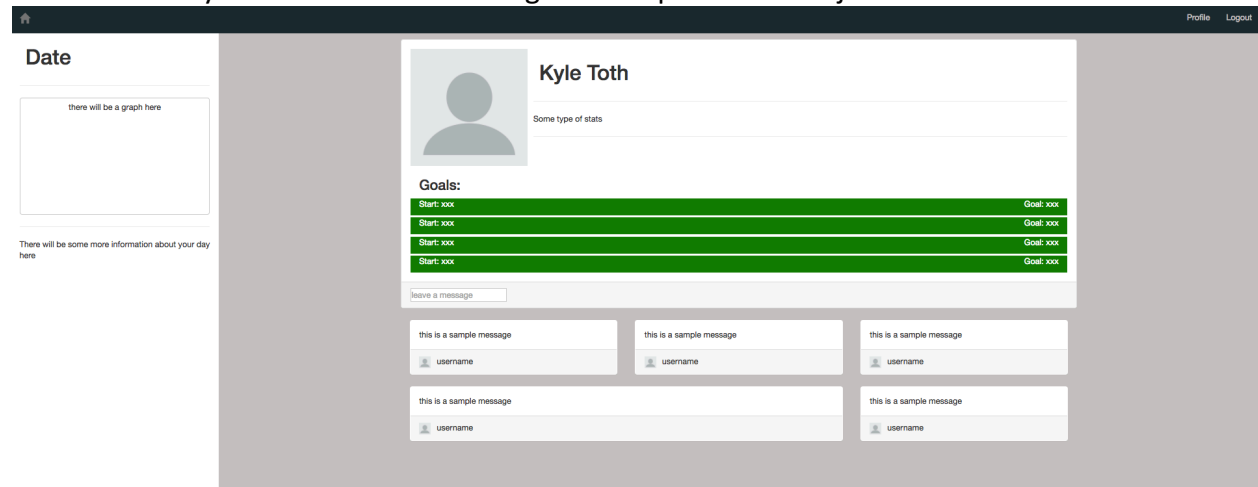 Profile Logout
Date
there will be a graph here
There will be some more information about your day
here
Kyle Toth
Some type of stats
Goals:
Start: xxx Goal: xxx
Start: xxx Goal: xxx
Start: xxx Goal: xxx
Start: xxx Goal: xxx
leave a message
this is a sample message
username
this is a sample message
username
this is a sample message
username
this is a sample message
username
this is a sample message
username